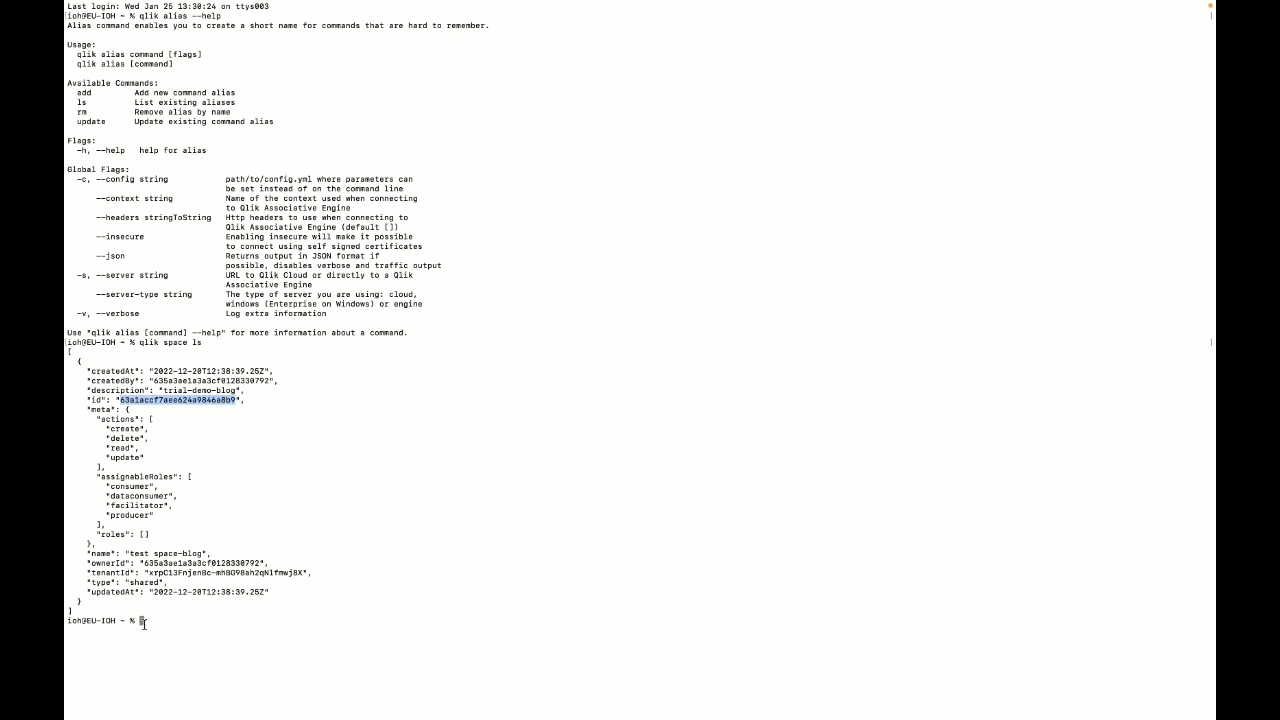 Last login: Wed Jan 25 13:30:24 on ttys003
ioh@EU-IOH ~ % qlik alias --help
Alias command enables you to create a short name for commands that are hard to remember.
Usage:
qlik alias command [flags]
qlik alias [command]
Available Commands:
add Add new command alias
ls List existing aliases
rm Remove alias by name
update Update existing command alias
Flags:
-h, --help help for alias
Global Flags:
-c, --config string path/to/config.yml where parameters can
be set instead of on the command line
--context string Name of the context used when connecting
to Qlik Associative Engine
--headers stringToString Http headers to use when connecting to
Qlik Associative Engine (default [])
--insecure Enabling insecure will make it possible
to connect using self signed certificates
--json Returns output in JSON format if
possible, disables verbose and traffic output
-s, --server string URL to Qlik Cloud or directly to a Qlik
Associative Engine
--server-type string The type of server you are using: cloud,
windows (Enterprise on Windows) or engine
-v, --verbose Log extra information
Use "qlik alias [command] --help" for more information about a command.
ioh@EU-IOH ~ % qlik space ls
[
{
"createdAt": "2022-12-20T12:38:39.25Z",
"createdBy": "635a3ae1a3a3cf0128330792",
"description": "trial-demo-blog",
"id": "63a1accf7aee624a9846a8b9",
"meta": {
"actions": [
"create",
"delete",
"read",
"update"
],
"assignableRoles": [
"consumer",
"dataconsumer",
"facilitator",
"producer"
],
"roles": []
},
"name": "test space-blog",
"ownerId": "635a3ae1a3a3cf0128330792",
"tenantId": "xrpC13FnjenBc-mhBG98ah2qNlfmwjBX",
"type": "shared",
"updatedAt": "2022-12-20T12:38:39.25Z"
}
]
ioh@EU-IOH ~ %